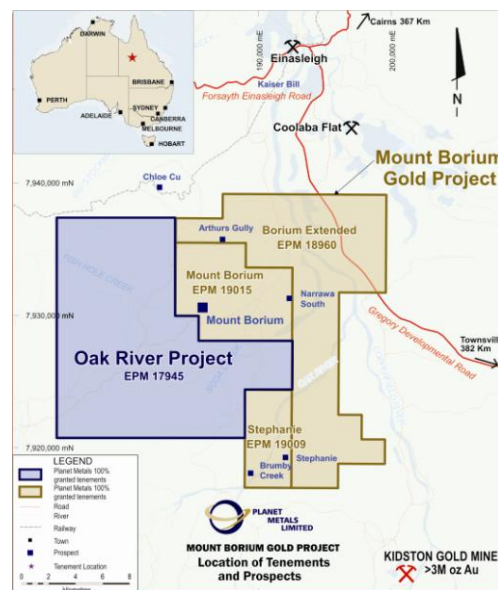 DARWIN
BRISBANE
PERTH
SYDNEY
ADELAIDE
CANBERRA
MELBOURNE
HOBART
190,000 mE
200,000 mE
Cairns 367 Km
Einasleigh
Kaiser Bill
Forsyth Einasleigh Road
N
Coolaba Flat
Mount Borium
Gold Project
7,940,000 mN
Chloe Cu
Borium Extended
EPM 18960
Arthurs Gully
Mount Borium
EPM 19015
Narrawa
South
7,930,000 mN
Mount Borium
Oak River Project
EPM 17945
Gregory Developmental Road
Townsville
382 Km
Stephanie
EPM 19009
7,920,000 mN
Stephanie
Brumby
Creek
LEGEND
Planet Metals 100%
granted tenements
Planet Metals 100%
granted tenements
Road
River
Railway
Town
Prospect
Tenement Location
0 2 4 6 8
PLANET
METALS
LIMITED
MOUNT BORIUM GOLD PROJECT
Location of Tenements
and Prospects
KIDSTON GOLD MINE
>3M oz Au